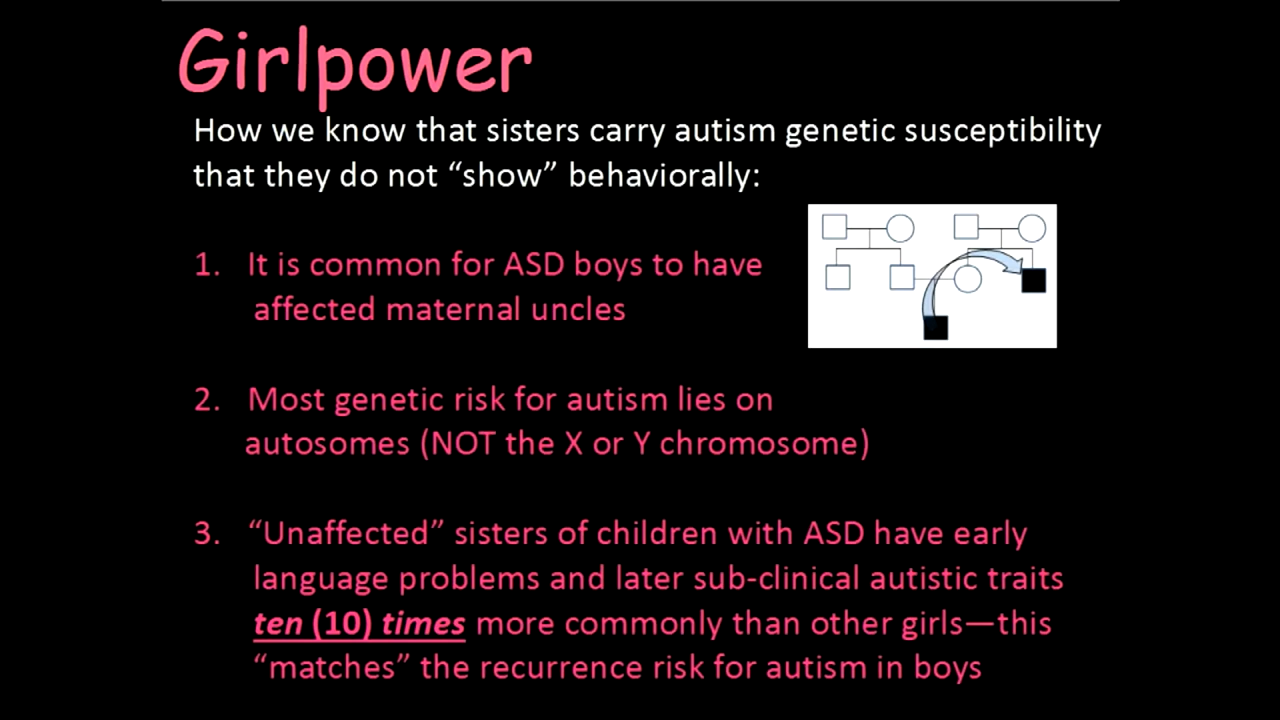 Girlpower
How we know that sisters carry autism genetic susceptibility
that they do not “show” behaviorally:
1. It is common for ASD boys to have
affected maternal uncles
2. Most genetic risk for autism lies on
autosomes (NOT the X or Y chromosome)
3. “Unaffected” sisters of children with ASD have early
language problems and later sub-clinical autistic traits
ten (10) times more commonly than other girls—this
“matches” the recurrence risk for autism in boys